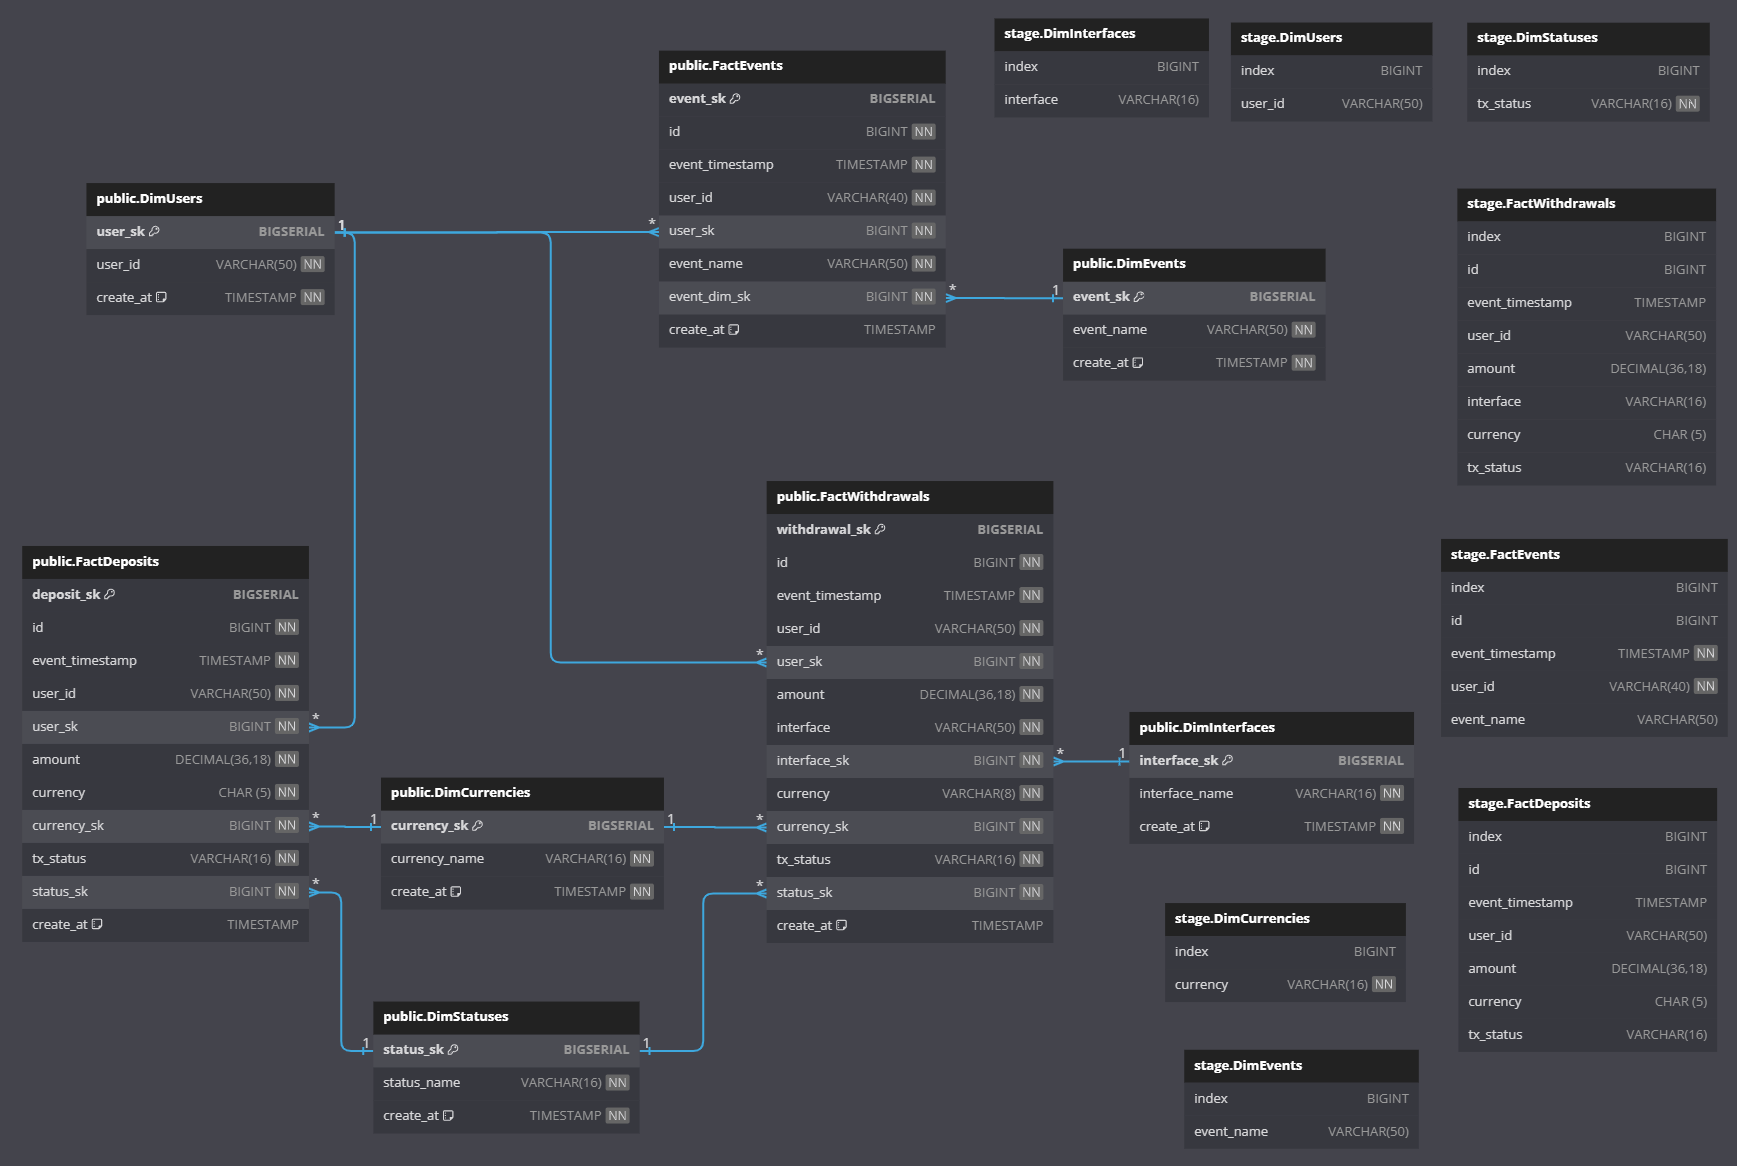 public.DimUsers
user_sk BIGSERIAL
user_id VARCHAR(50) NN
create_at TIMESTAMP NN
public.FactEvents
event_sk BIGSERIAL
id BIGINT NN
event_timestamp TIMESTAMP NN
user_id VARCHAR(40) NN
user_sk BIGINT NN
event_name VARCHAR(50) NN
event_dim_sk BIGINT NN
create_at TIMESTAMP
1
*
*
1
public.DimEvents
event_sk BIGSERIAL
event_name VARCHAR(50) NN
create_at TIMESTAMP NN
stage.DimInterfaces
index BIGINT
interface VARCHAR(16)
stage.DimUsers
index BIGINT
user_id VARCHAR(50)
stage.DimStatuses
index BIGINT
tx_status VARCHAR(16) NN
stage.FactWithdrawals
index BIGINT
id BIGINT
event_timestamp TIMESTAMP
user_id VARCHAR(50)
amount DECIMAL(36,18)
interface VARCHAR(16)
currency CHAR (5)
tx_status VARCHAR(16)
public.FactDeposits
deposit_sk BIGSERIAL
id BIGINT NN
event_timestamp TIMESTAMP NN
user_id VARCHAR(50) NN
user_sk BIGINT NN
amount DECIMAL(36,18) NN
currency CHAR (5) NN
currency_sk BIGINT NN
tx_status VARCHAR(16) NN
status_sk BIGINT NN
create_at TIMESTAMP
*
*
1
*
1
public.DimCurrencies
currency_sk BIGSERIAL
currency_name VARCHAR(16) NN
create_at TIMESTAMP NN
1
*
public.DimStatuses
status_sk BIGSERIAL
status_name VARCHAR(16) NN
create_at TIMESTAMP NN
1
*
*
public.FactWithdrawals
withdrawal_sk BIGSERIAL
id BIGINT NN
event_timestamp TIMESTAMP NN
user_id VARCHAR(50) NN
user_sk BIGINT NN
amount DECIMAL(36,18) NN
interface VARCHAR(50) NN
interface_sk BIGINT NN
currency VARCHAR(8) NN
currency_sk BIGINT NN
tx_status VARCHAR(16) NN
status_sk BIGINT NN
create_at TIMESTAMP
*
1
public.DimInterfaces
interface_sk BIGSERIAL
interface_name VARCHAR(16) NN
create_at TIMESTAMP NN
stage.FactEvents
index BIGINT
id BIGINT
event_timestamp TIMESTAMP NN
user_id VARCHAR(40) NN
event_name VARCHAR(50)
stage.FactDeposits
index BIGINT
id BIGINT
event_timestamp TIMESTAMP
user_id VARCHAR(50)
amount DECIMAL(36,18)
currency CHAR (5)
tx_status VARCHAR(16)
stage.DimCurrencies
index BIGINT
currency VARCHAR(16) NN
stage.DimEvents
index BIGINT
event_name VARCHAR(50)